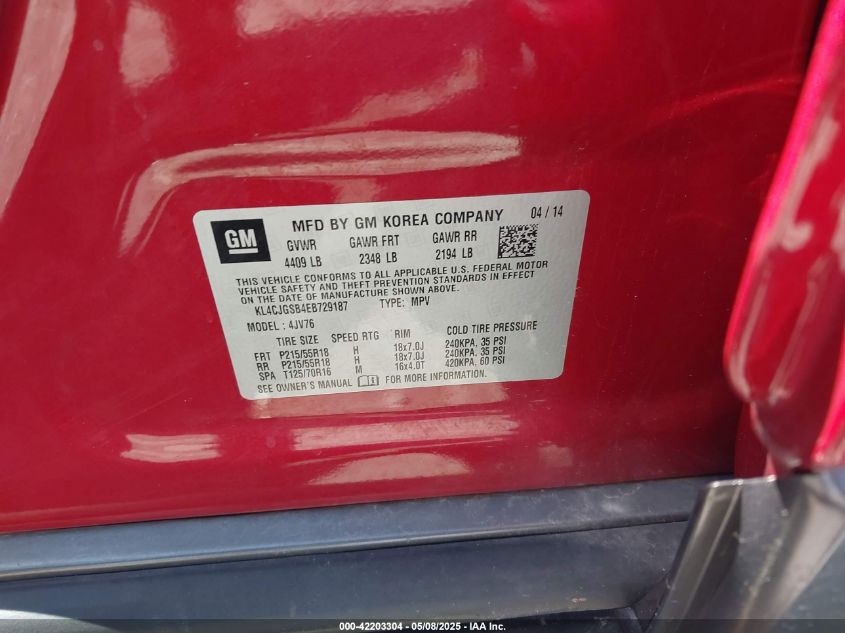 GM
MFD BY GM KOREA COMPANY 04 / 14
GVWR GAWR FRT GAWR RR
4409 LB 2348 LB 2194 LB
THIS VEHICLE CONFORMS TO ALL APPLICABLE U.S. FEDERAL MOTOR
VEHICLE SAFETY AND THEFT PREVENTION STANDARDS IN EFFECT
ON THE DATE OF MANUFACTURE SHOWN ABOVE.
KL4CJGSB4EB729187 TYPE: MPV
MODEL : 4JV76
TIRE SIZE SPEED RTG RIM COLD TIRE PRESSURE
FRT P215/55R18 H 18x7.0J 240KPA, 35 PSI
RR P215/55R18 H 18x7.0J 240KPA, 35 PSI
SPA T125/70R16 M 16x4.0T 420KPA, 60 PSI
SEE OWNER'S MANUAL FOR MORE INFORMATION.
000-42203304 - 05/08/2025 - IAA Inc.